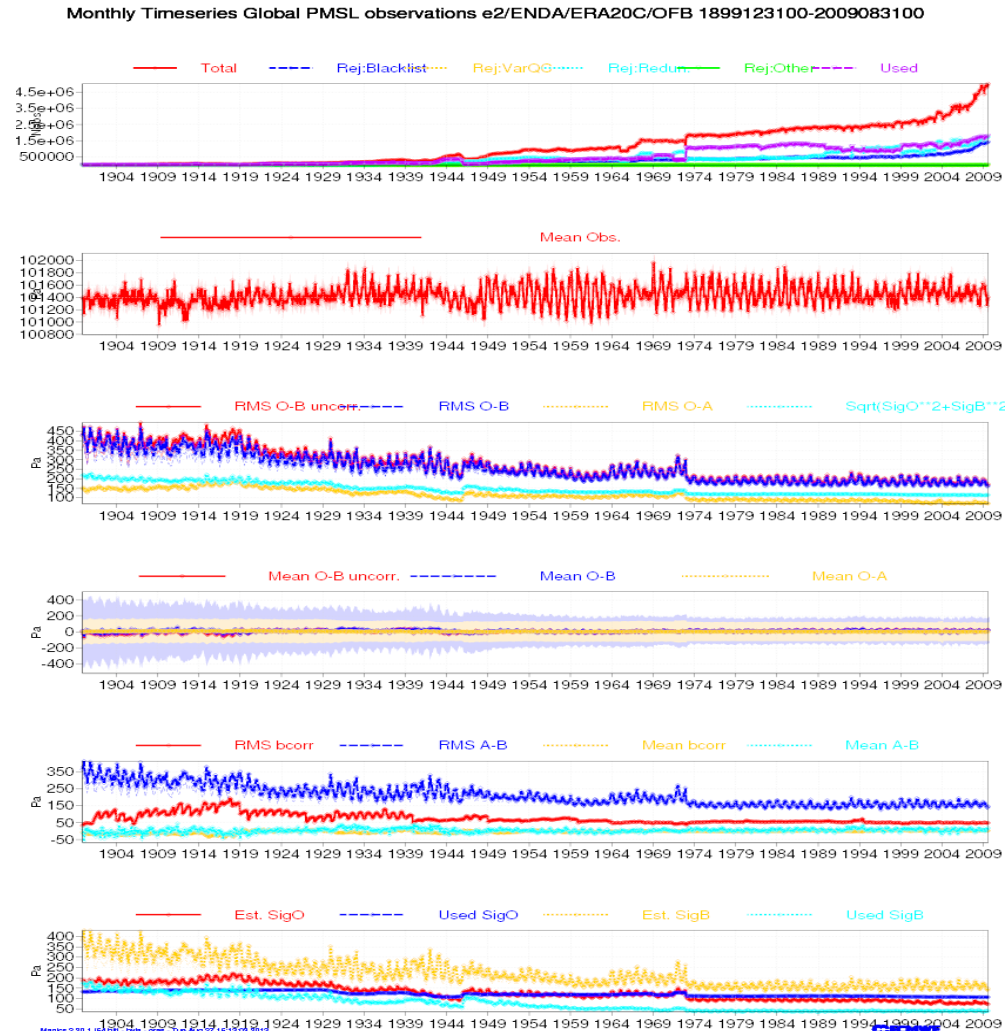 Monthly Timeseries Global PMSL observations e2/ENDA/ERA20C/OFB 1899123100-2009083100
Total Rej:Blacklist Rej:VarQC Rej:Redun. Rej:Other Used
4.5e+06
3.5e+06
2.5e+06
1.5e+06
500000
1904 1909 1914 1919 1924 1929 1934 1939 1944 1949 1954 1959 1964 1969 1974 1979 1984 1989 1994 1999 2004 2009
Mean Obs.
102000
101800
101600
101400
101200
101000
100800
Pa
1904 1909 1914 1919 1924 1929 1934 1939 1944 1949 1954 1959 1964 1969 1974 1979 1984 1989 1994 1999 2004 2009
RMS O-B uncorr. RMS O-B RMS O-A Sqrt(SigO**2+SigB**2
450
400
350
300
250
200
150
100
Pa
1904 1909 1914 1919 1924 1929 1934 1939 1944 1949 1954 1959 1964 1969 1974 1979 1984 1989 1994 1999 2004 2009
Mean O-B uncorr. Mean O-B Mean O-A
400
200
0
-200
-400
Pa
1904 1909 1914 1919 1924 1929 1934 1939 1944 1949 1954 1959 1964 1969 1974 1979 1984 1989 1994 1999 2004 2009
RMS bcorr RMS A-B Mean bcorr Mean A-B
350
250
150
50
-50
Pa
1904 1909 1914 1919 1924 1929 1934 1939 1944 1949 1954 1959 1964 1969 1974 1979 1984 1989 1994 1999 2004 2009
Est. SigO Used SigO Est. SigB Used SigB
400
350
300
250
200
150
100
50
Pa
1904 1909 1914 1919 1924 1929 1934 1939 1944 1949 1954 1959 1964 1969 1974 1979 1984 1989 1994 1999 2004 2009